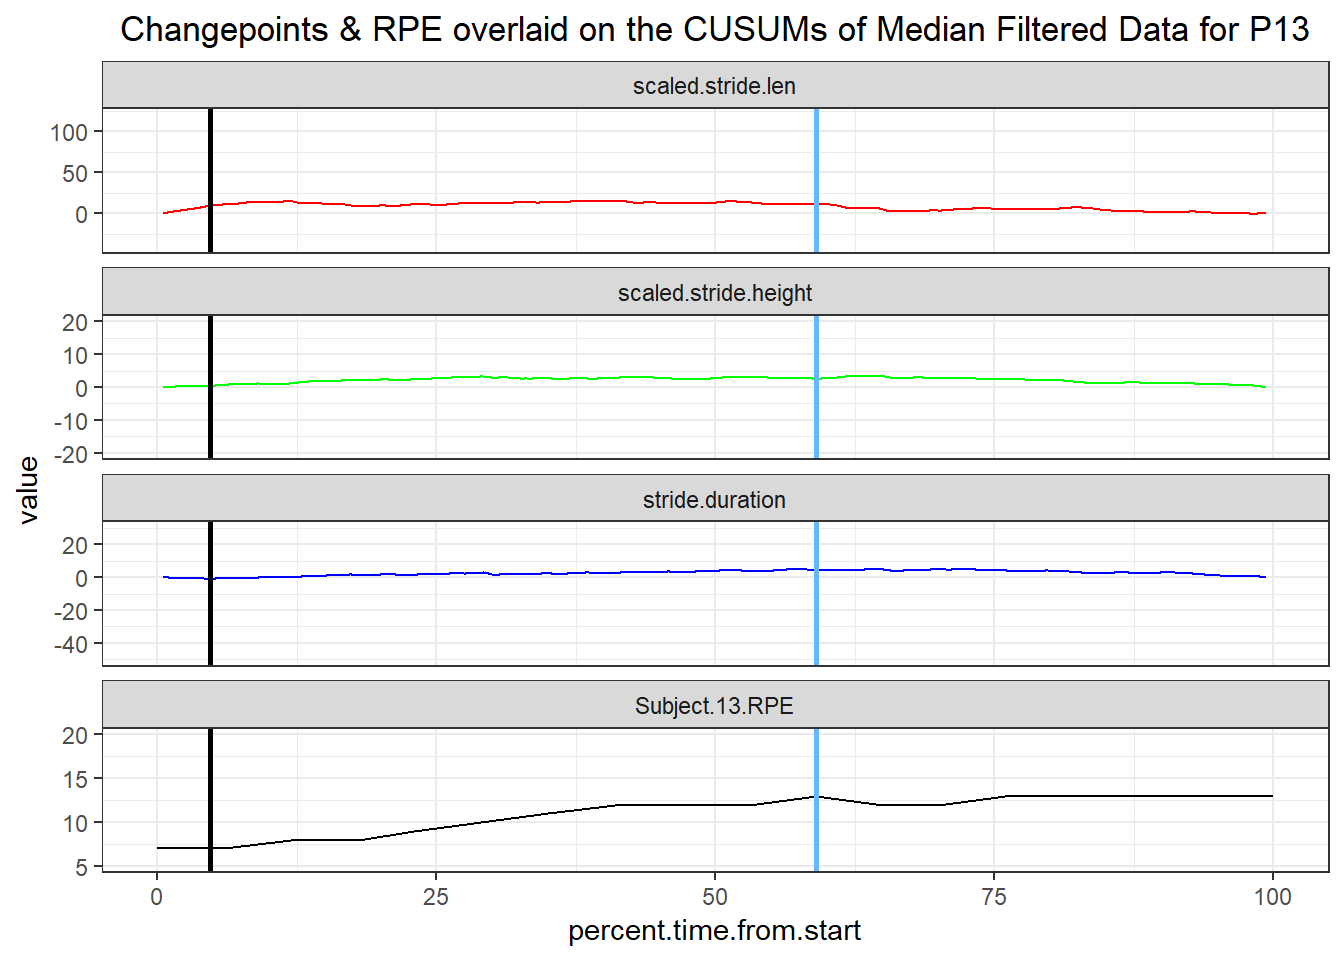 Changepoints & RPE overlaid on the CUSUMs of Median Filtered Data for P13
scaled.stride.len
100
50
0
scaled.stride.height
20
10
0
-10
-20
value
stride.duration
20
0
-20
-40
Subject.13.RPE
20
15
10
5
0 25 50 75 100
percent.time.from.start